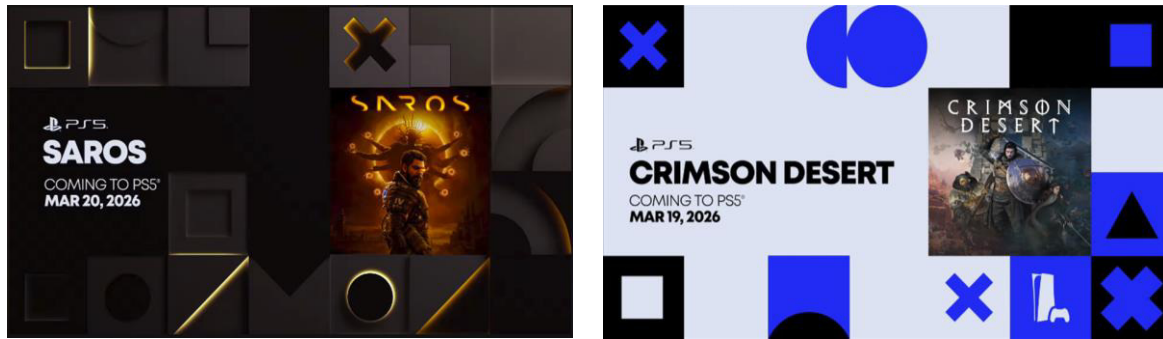 PS5
SAROS
COMING TO PS5®
MAR 20, 2026
SAROS
PS5
CRIMSON DESERT
COMING TO PS5®
MAR 19, 2026
CRIMSON
DESERT